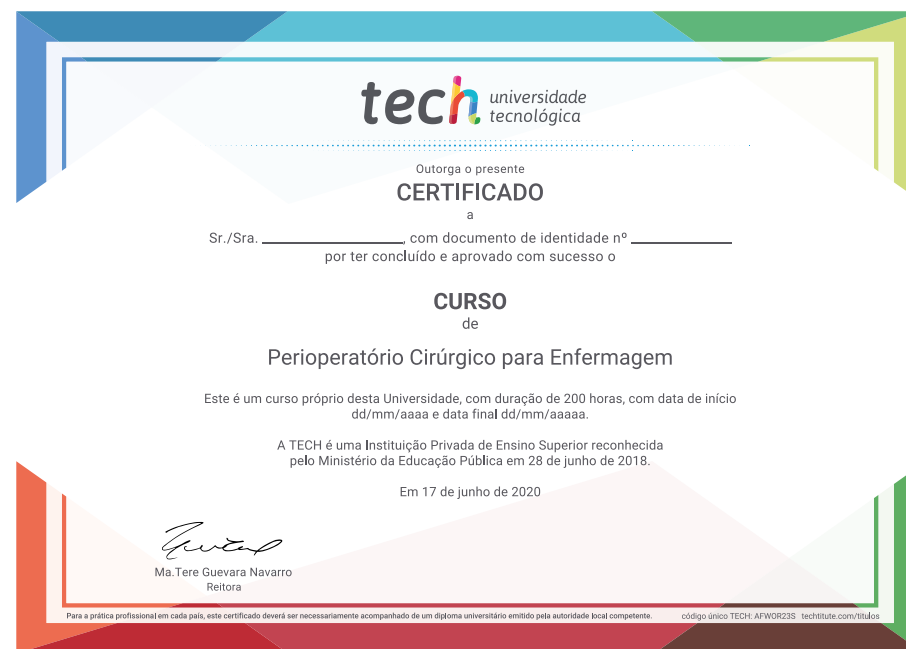 tech universidade
tecnológica
Outorga o presente
CERTIFICADO
a
Sr./Sra. ____________, com documento de identidade nº ____________
por ter concluído e aprovado com sucesso o
CURSO
de
Perioperatório Cirúrgico para Enfermagem
Este é um curso próprio desta Universidade, com duração de 200 horas, com data de início
dd/mm/aaaa e data final dd/mm/aaaaa.
A TECH é uma Instituição Privada de Ensino Superior reconhecida
pelo Ministério da Educação Pública em 28 de junho de 2018.
Em 17 de junho de 2020
Ma.Tere Guevara Navarro
Reitora
Para a prática profissional em cada país, este certificado deverá ser necessariamente acompanhado de um diploma universitário emitido pela autoridade local competente. código único TECH: AFWOR23S techtitute.com/titulos